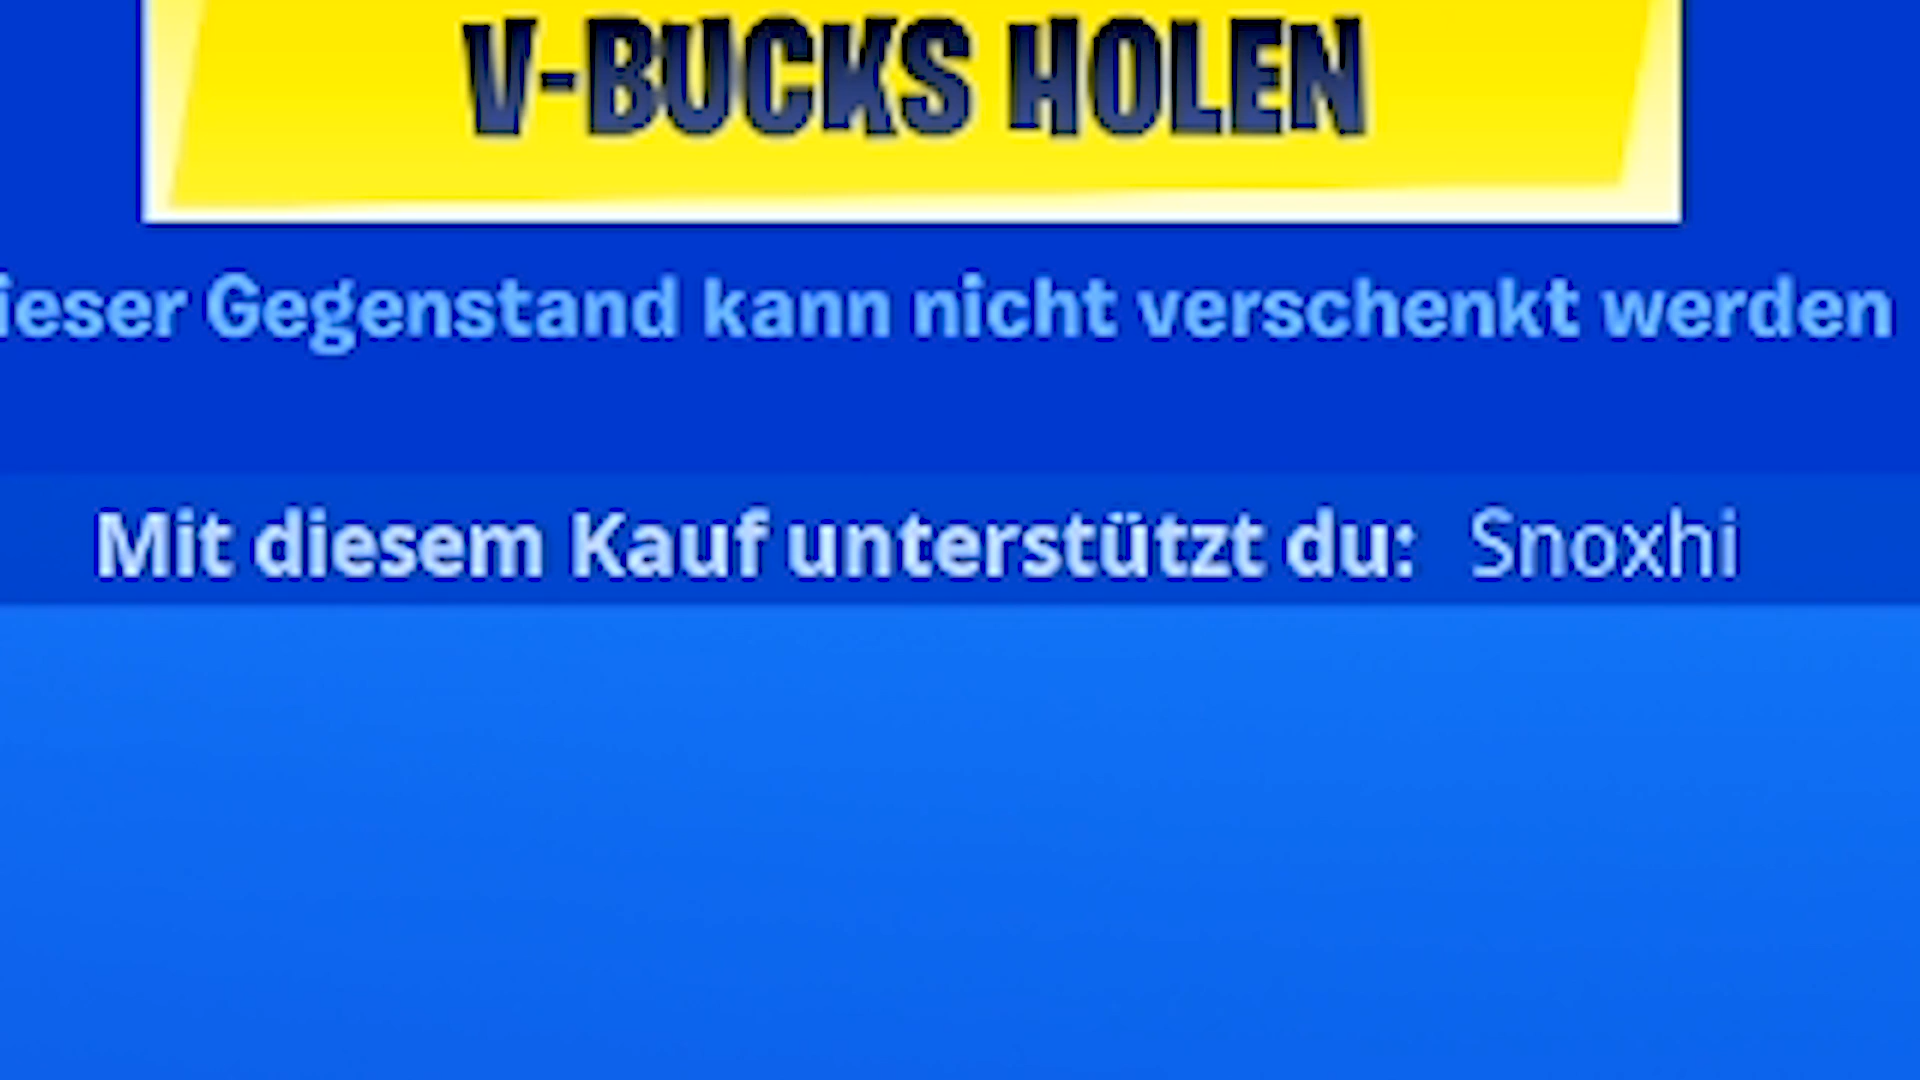 V-BUCKS HOLEN
ieser Gegenstand kann nicht verschenkt werden
Mit diesem Kauf unterstützt du: Snoxhi